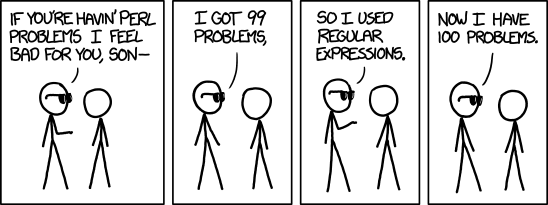 IF YOU'RE HAVIN' PERL
PROBLEMS I FEEL
BAD FOR YOU, SON—
I GOT 99
PROBLEMS,
SO I USED
REGULAR
EXPRESSIONS.
NOW I HAVE
100 PROBLEMS.